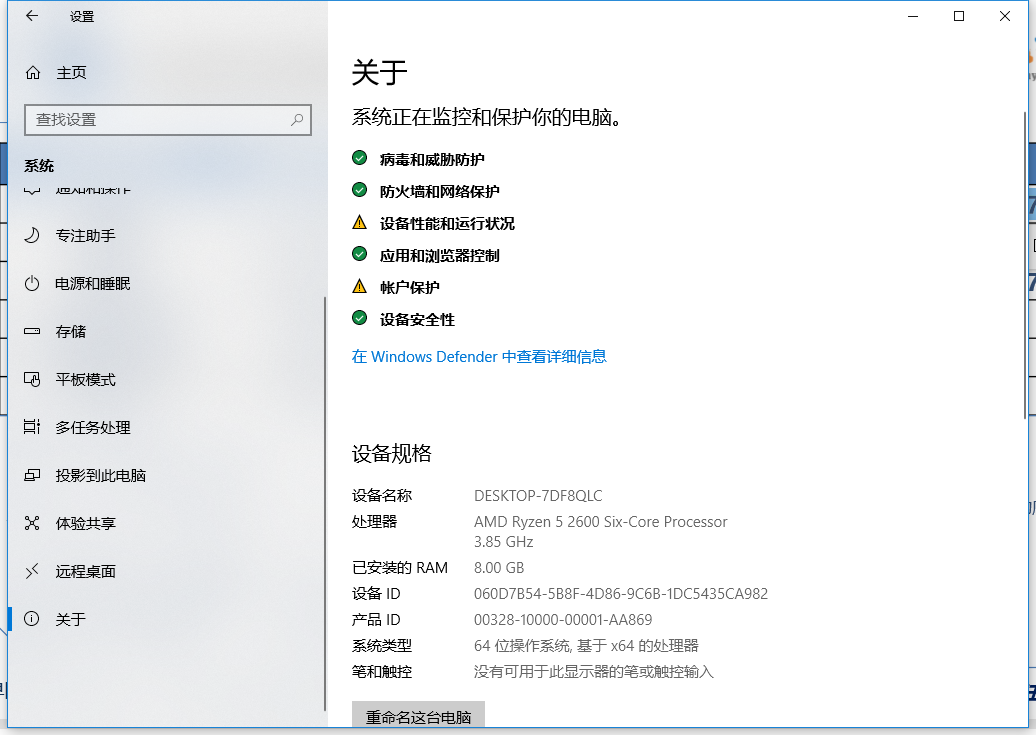 设置
主页
查找设置
系统
通知和操作
专注助手
电源和睡眠
存储
平板模式
多任务处理
投影到此电脑
体验共享
远程桌面
关于
关于
系统正在监控和保护你的电脑。
病毒和威胁防护
防火墙和网络保护
设备性能和运行状况
应用和浏览器控制
帐户保护
设备安全性
在 Windows Defender 中查看详细信息
设备规格
设备名称 DESKTOP-7DF8QLC
处理器 AMD Ryzen 5 2600 Six-Core Processor
3.85 GHz
已安装的 RAM 8.00 GB
设备 ID 060D7B54-5B8F-4D86-9C6B-1DC5435CA982
产品 ID 00328-10000-00001-AA869
系统类型 64 位操作系统, 基于 x64 的处理器
笔和触控 没有可用于此显示器的笔或触控输入
重命名这台电脑